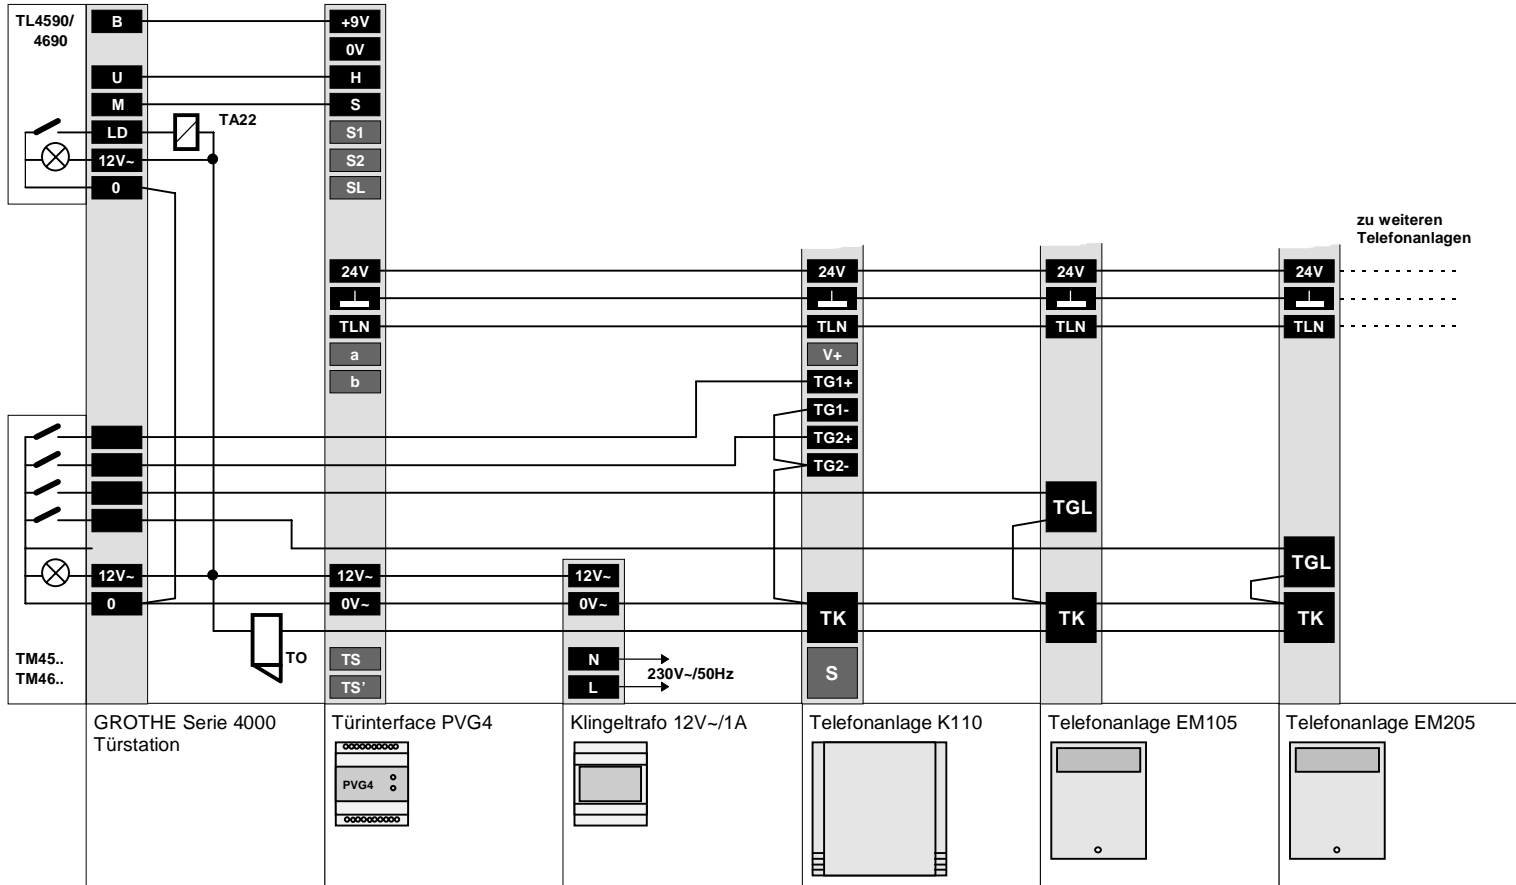 TL4590/
4690
B
U
M
LD
12V~
0
TA22
+9V
0V
H
S
S1
S2
SL
24V
TLN
a
b
24V
TLN
V+
TG1+
TG1-
TG2+
TG2-
24V
TLN
TGL
24V
TLN
TGL
zu weiteren
Telefonanlagen
12V~
0
TM45..
TM46..
TO
12V~
0V~
TS
TS'
12V~
0V~
N
L
230V~/50Hz
TK
S
TK
TK
GROTHE Serie 4000
Türstation
Türinterface PVG4
PVG4
Klingeltrafo 12V~/1A
Telefonanlage K110
Telefonanlage EM105
Telefonanlage EM205